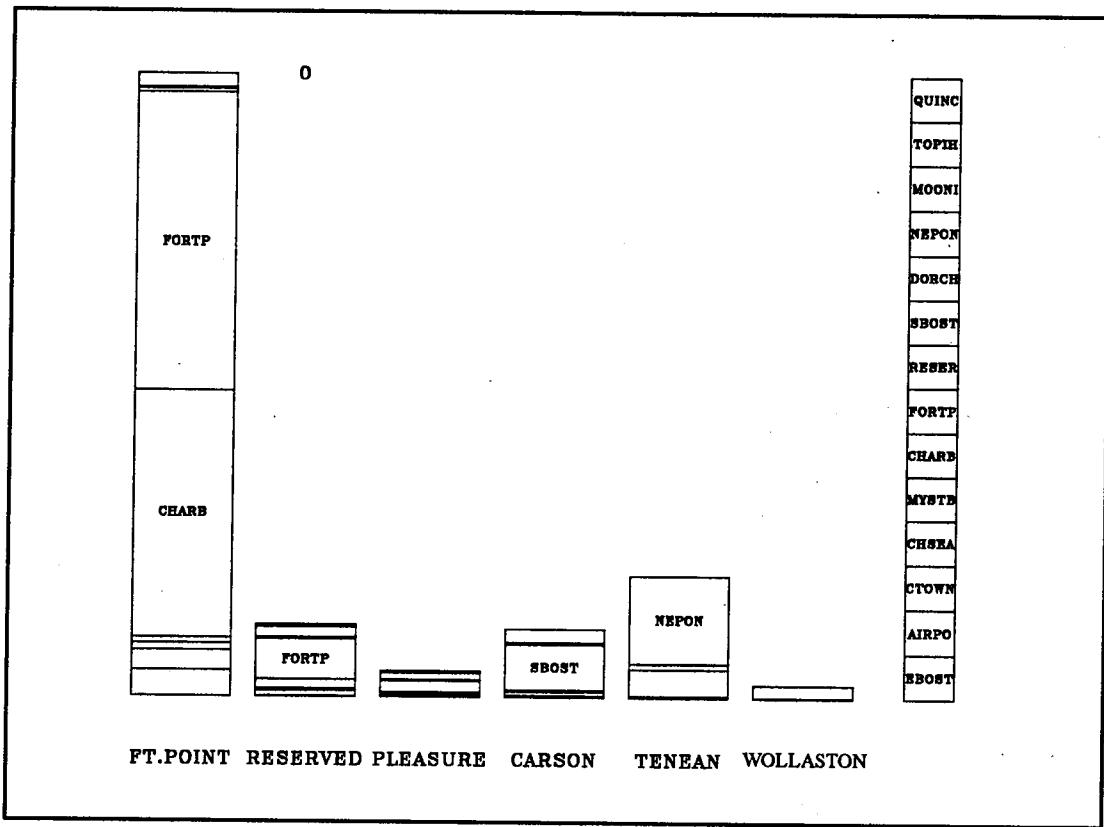 0
QUINC
TOPIH
MOONI
FORTP
NEPON
DORCH
SBOST
RESER
FORTP
CHARB
CHARB
MYSTB
CHSEA
CTOWN
NEPON
AIRPO
FORTP
SBOST
EBOST
FT.POINT RESERVED PLEASURE CARSON TENEAN WOLLASTON